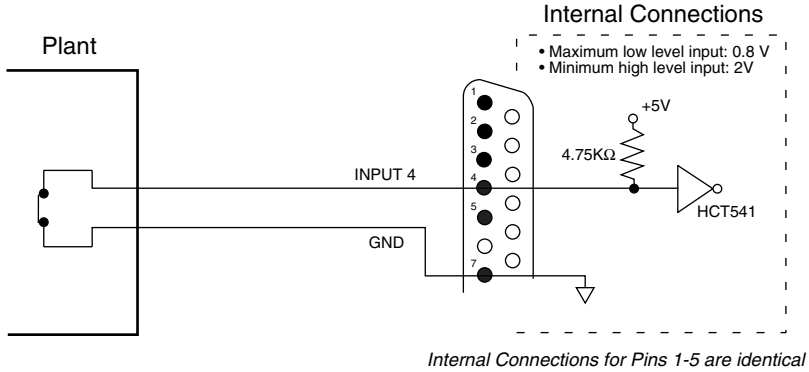 Internal Connections
Plant
• Maximum low level input: 0.8 V
• Minimum high level input: 2V
1
+5V
2
3
4.75KΩ
INPUT 4
4
HCT541
5
GND
7
Internal Connections for Pins 1-5 are identical